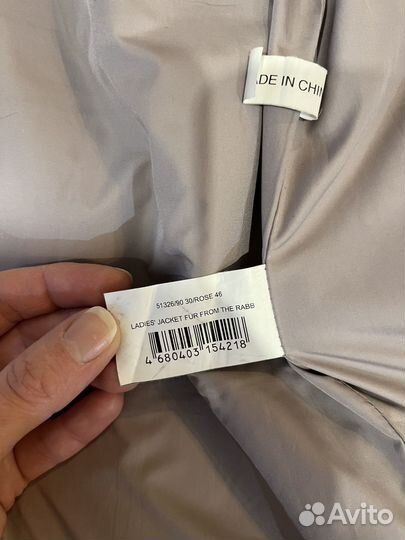 ADE IN CHIN
51326/90 30/ROSE 46
LADIES' JACKET FUR FROM THE RABB
4 680403 154218
Avito